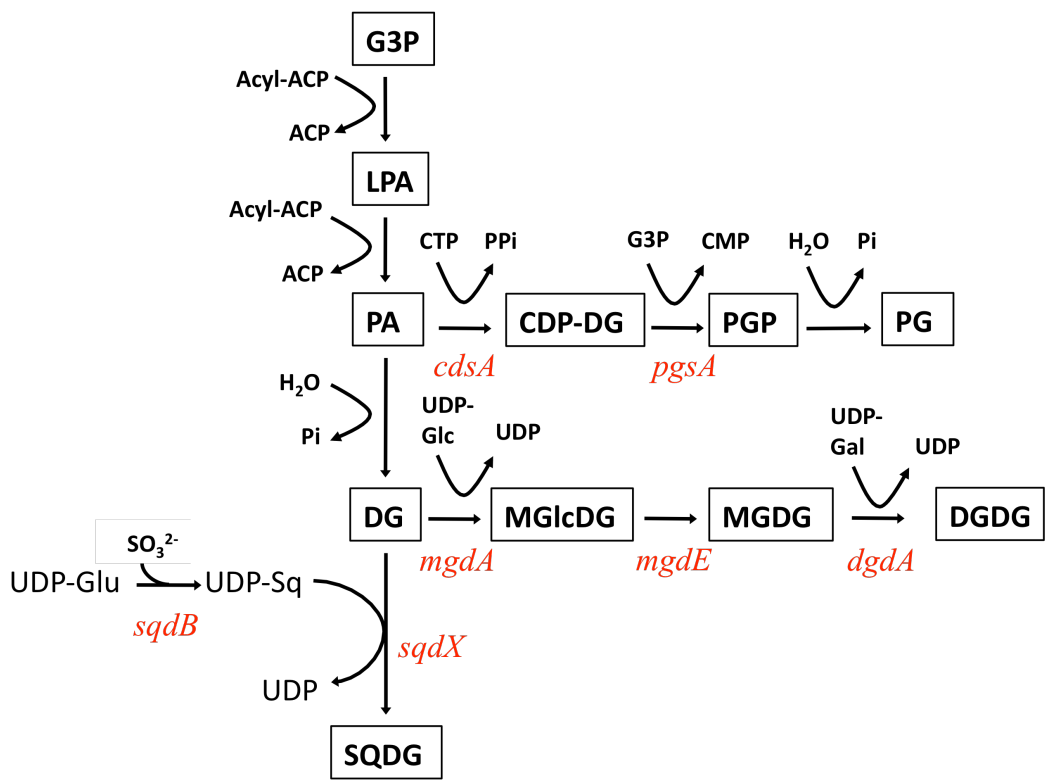 G3P
Acyl-ACP
ACP
LPA
Acyl-ACP
ACP
CTP PPi G3P CMP H₂O Pi
PA CDP-DG PGP PG
cdsA pgsA
H₂O
Pi
UDP-
Glc
UDP
UDP-
Gal
UDP
DG MGlcDG MGDG DGDG
mgdA mgdE dgdA
SO₃²⁻
UDP-Glu UDP-Sq
sqdB
sqdX
UDP
SQDG